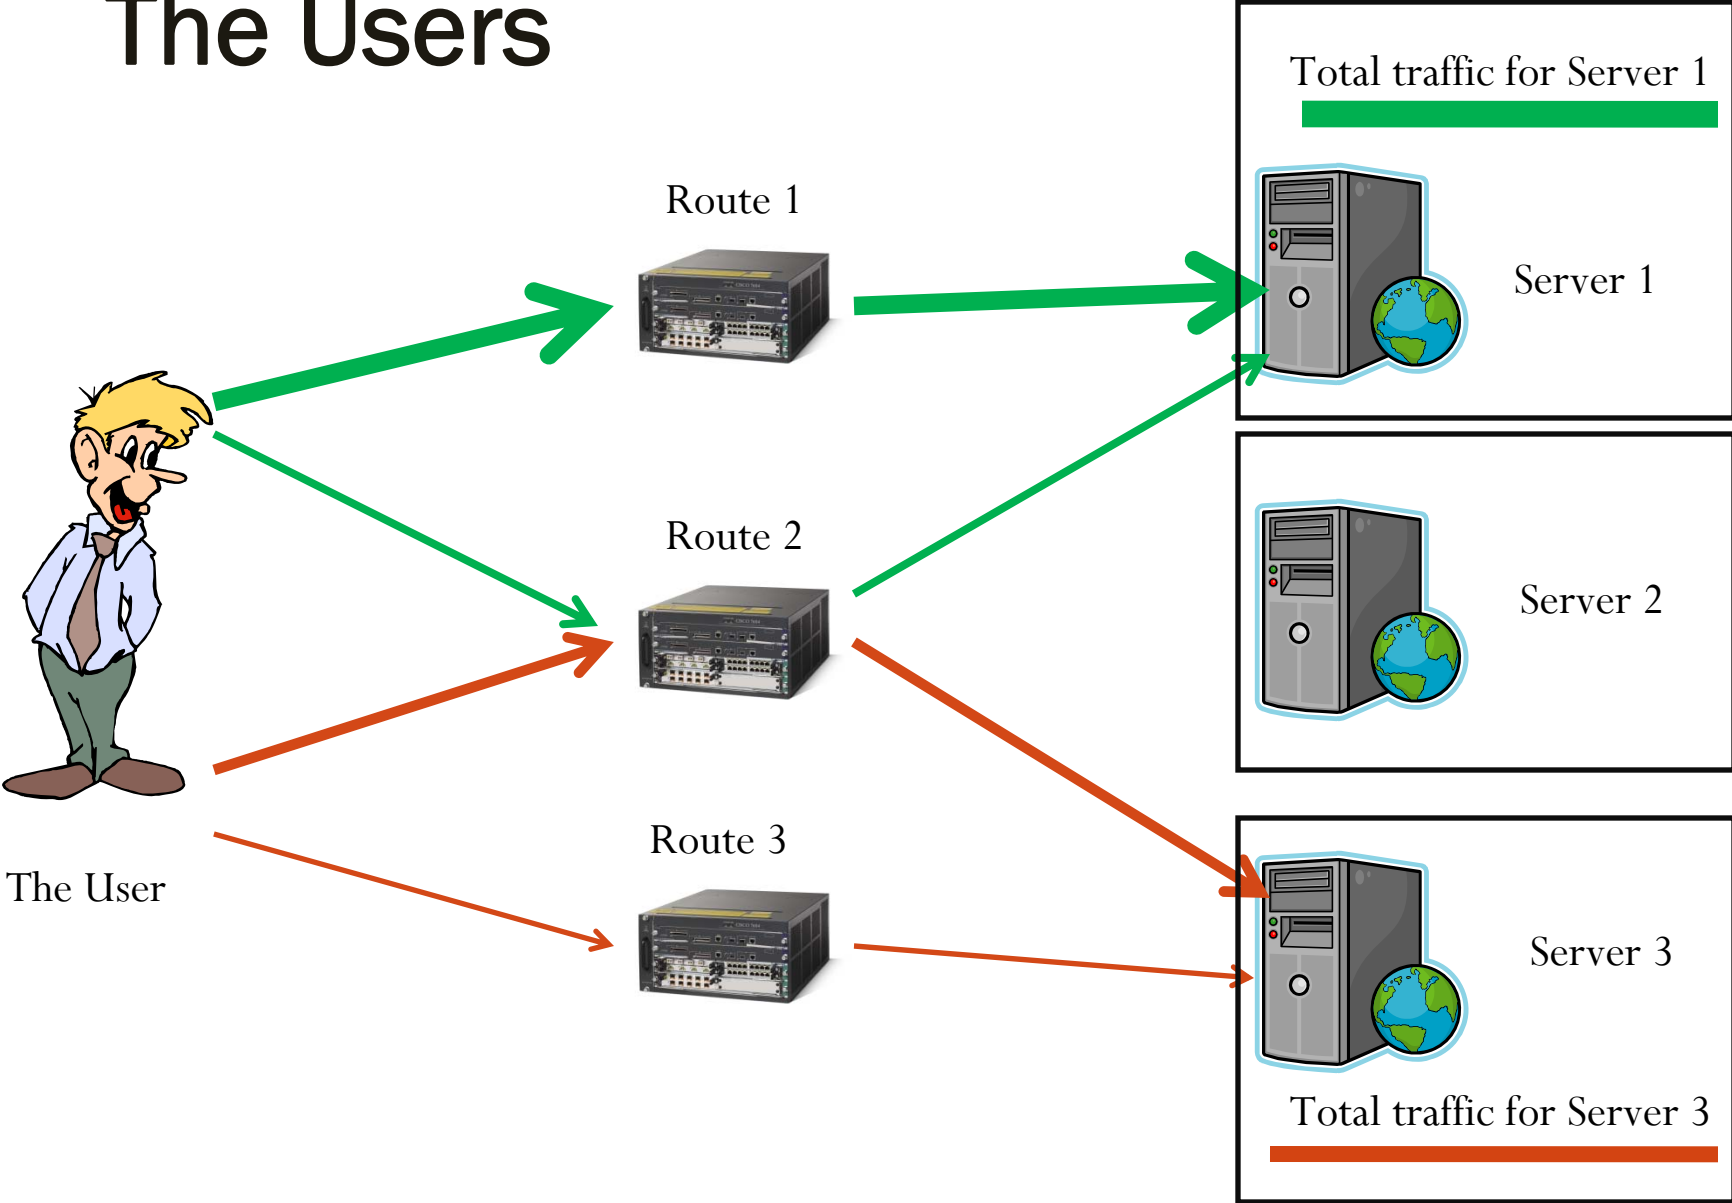 The Users
Total traffic for Server 1
Route 1
Server 1
Route 2
Server 2
Route 3
The User
Server 3
Total traffic for Server 3